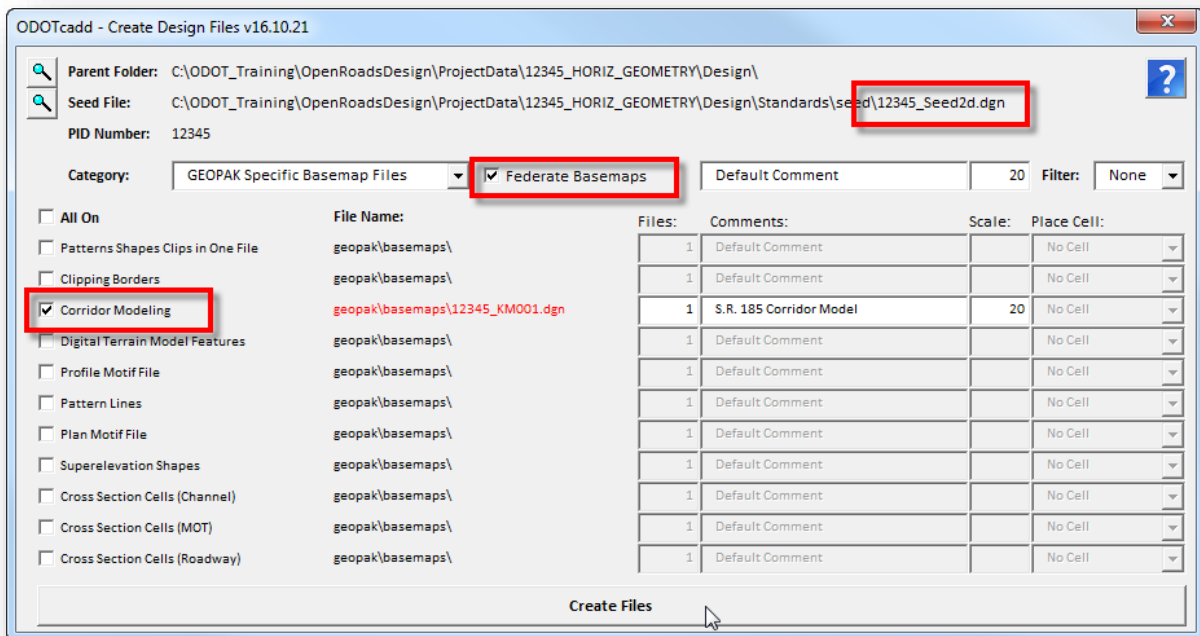 ODOTcadd - Create Design Files v16.10.21
x
Parent Folder: C:\ODOT_Training\OpenRoadsDesign\ProjectData\12345_HORIZ_GEOMETRY\Design\
?
Seed File: C:\ODOT_Training\OpenRoadsDesign\ProjectData\12345_HORIZ_GEOMETRY\Design\Standards\seed\12345_Seed2d.dgn
PID Number: 12345
Category: GEOPAK Specific Basemap Files Federate Basemaps Default Comment 20 Filter: None
All On File Name: Files: Comments: Scale: Place Cell:
Patterns Shapes Clips in One File geopak\basemaps\ 1 Default Comment No Cell
Clipping Borders geopak\basemaps\ 1 Default Comment No Cell
Corridor Modeling geopak\basemaps\12345_KM001.dgn 1 S.R. 185 Corridor Model 20 No Cell
Digital Terrain Model Features geopak\basemaps\ 1 Default Comment No Cell
Profile Motif File geopak\basemaps\ 1 Default Comment No Cell
Pattern Lines geopak\basemaps\ 1 Default Comment No Cell
Plan Motif File geopak\basemaps\ 1 Default Comment No Cell
Superelevation Shapes geopak\basemaps\ 1 Default Comment No Cell
Cross Section Cells (Channel) geopak\basemaps\ 1 Default Comment No Cell
Cross Section Cells (MOT) geopak\basemaps\ 1 Default Comment No Cell
Cross Section Cells (Roadway) geopak\basemaps\ 1 Default Comment No Cell
Create Files